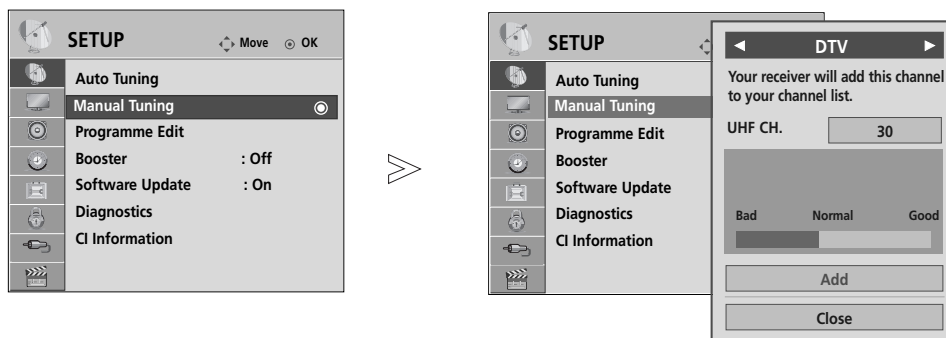 SETUP
Move OK
Auto Tuning
Manual Tuning
Programme Edit
Booster : Off
Software Update : On
Diagnostics
CI Information
SETUP
Auto Tuning
Manual Tuning
Programme Edit
Booster
Software Update
Diagnostics
CI Information
DTV
Your receiver will add this channel
to your channel list.
UHF CH. 30
Bad Normal Good
Add
Close